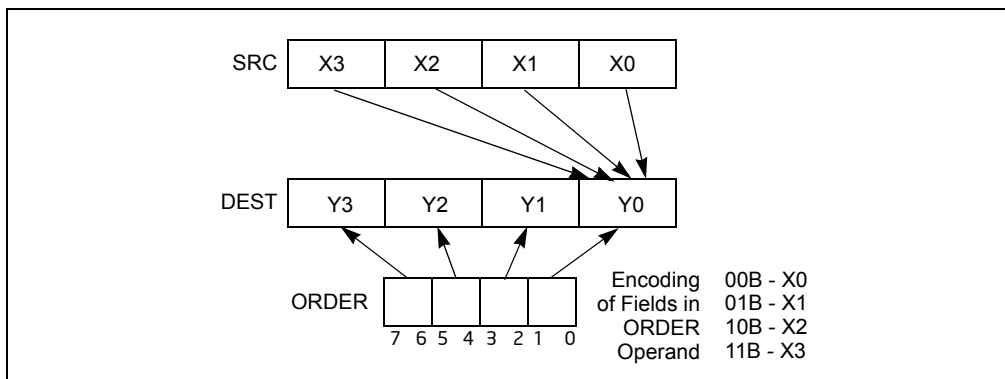 SRC X3 X2 X1 X0
DEST Y3 Y2 Y1 Y0
ORDER
7 6 5 4 3 2 1 0
Encoding 00B - X0
of Fields in 01B - X1
ORDER 10B - X2
Operand 11B - X3